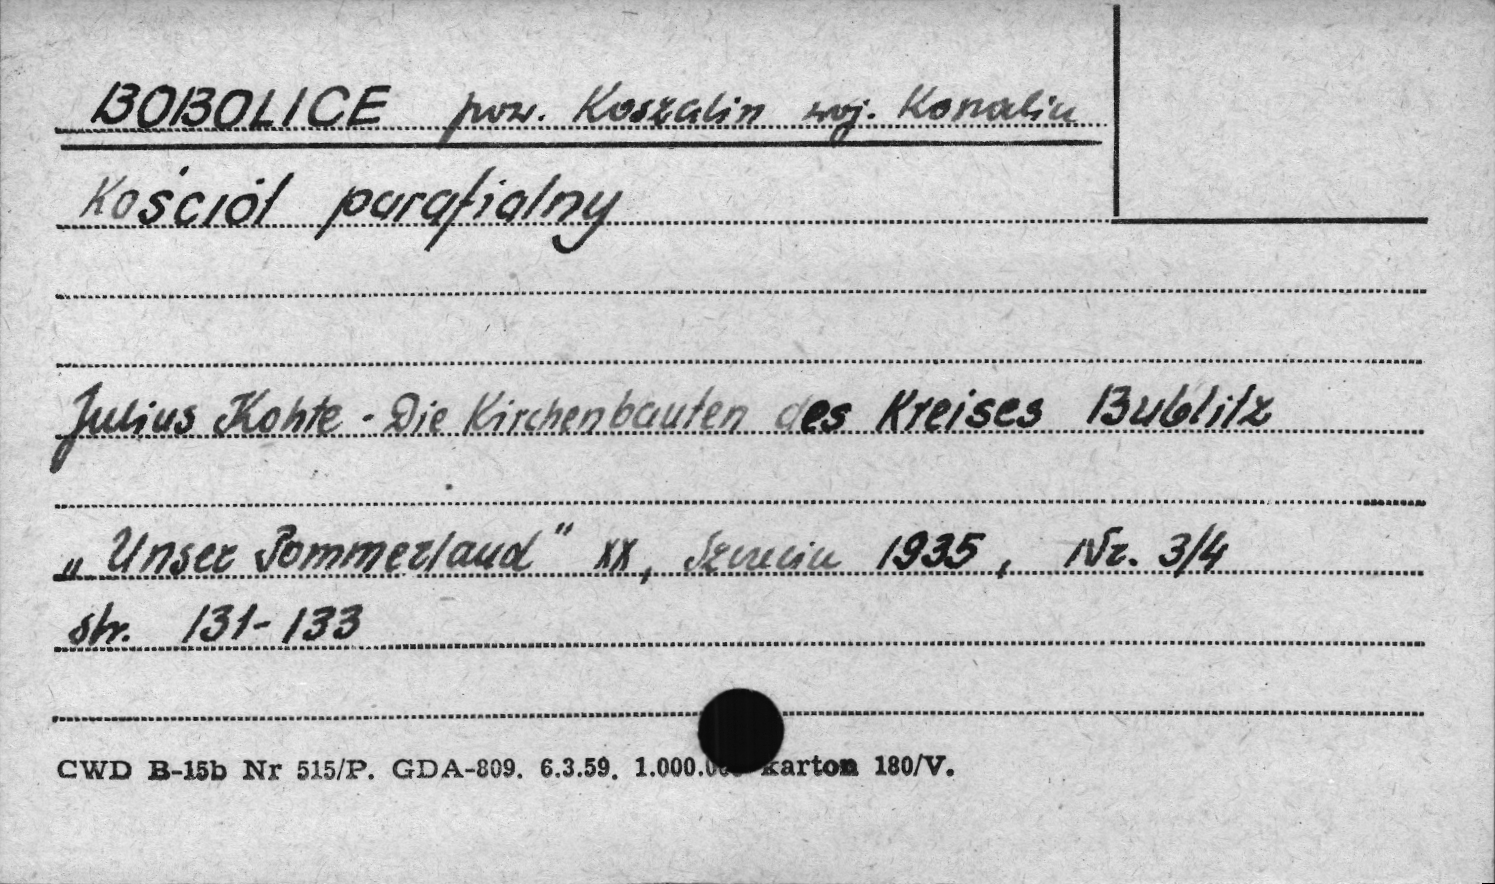 BOBOLICE pow. Koszalin woj. Koszalin
Kościół parafialny
Julius Kohte - Die Kirchenbauten des Kreises Bublitz
„Unser Pommerland" XX, Szczecin 1935, Nr. 3/4
str. 131-133
CWD B-15b Nr 515/P. GDA-809. 6.3.59. 1.000.000 karton 180/V.